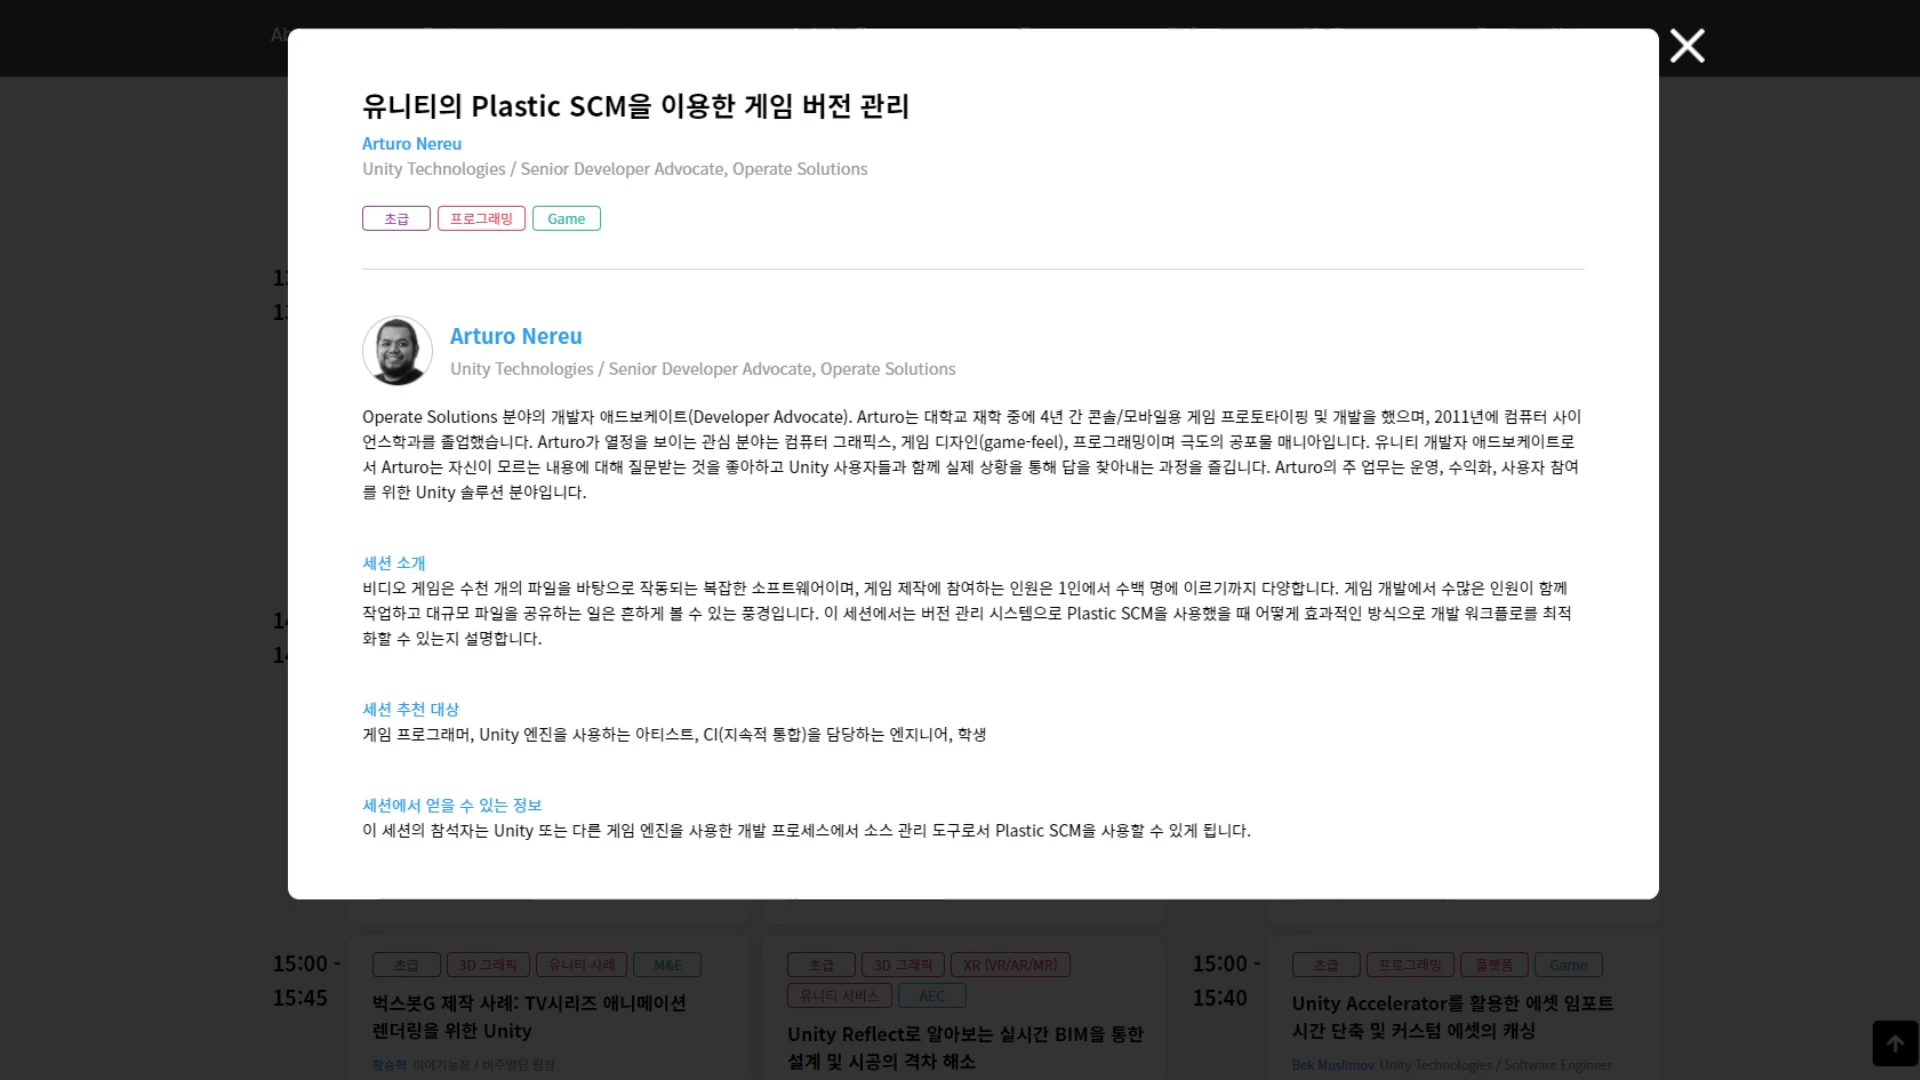 유니티의 Plastic SCM을 이용한 게임 버전 관리
Arturo Nereu
Unity Technologies / Senior Developer Advocate, Operate Solutions
초급 프로그래밍 Game
Arturo Nereu
Unity Technologies / Senior Developer Advocate, Operate Solutions
Operate Solutions 분야의 개발자 애드보케이트(Developer Advocate). Arturo는 대학교 재학 중에 4년 간 콘솔/모바일용 게임 프로토타이핑 및 개발을 했으며, 2011년에 컴퓨터 사이
언스학과를 졸업했습니다. Arturo가 열정을 보이는 관심 분야는 컴퓨터 그래픽스, 게임 디자인(game-feel), 프로그래밍이며 극도의 공포물 매니아입니다. 유니티 개발자 애드보케이트로
서 Arturo는 자신이 모르는 내용에 대해 질문받는 것을 좋아하고 Unity 사용자들과 함께 실제 상황을 통해 답을 찾아내는 과정을 즐깁니다. Arturo의 주 업무는 운영, 수익화, 사용자 참여
를 위한 Unity 솔루션 분야입니다.
세션 소개
비디오 게임은 수천 개의 파일을 바탕으로 작동되는 복잡한 소프트웨어이며, 게임 제작에 참여하는 인원은 1인에서 수백 명에 이르기까지 다양합니다. 게임 개발에서 수많은 인원이 함께
작업하고 대규모 파일을 공유하는 일은 흔하게 볼 수 있는 풍경입니다. 이 세션에서는 버전 관리 시스템으로 Plastic SCM을 사용했을 때 어떻게 효과적인 방식으로 개발 워크플로를 최적
화할 수 있는지 설명합니다.
세션 추천 대상
게임 프로그래머, Unity 엔진을 사용하는 아티스트, CI(지속적 통합)을 담당하는 엔지니어, 학생
세션에서 얻을 수 있는 정보
이 세션의 참석자는 Unity 또는 다른 게임 엔진을 사용한 개발 프로세스에서 소스 관리 도구로서 Plastic SCM을 사용할 수 있게 됩니다.
15:00 -
15:45
초급 3D 그래픽 유니티 사례 M&E
벅스봇G 제작 사례: TV시리즈 애니메이션
렌더링을 위한 Unity
황승혁 이야기농장 / 비주얼팀 팀장
초급 3D 그래픽 XR (VR/AR/MR)
유니티 서비스 AEC
Unity Reflect로 알아보는 실시간 BIM을 통한
설계 및 시공의 격차 해소
15:00 -
15:40
초급 프로그래밍 플랫폼 Game
Unity Accelerator를 활용한 에셋 임포트
시간 단축 및 커스텀 에셋의 캐싱
Bek Muslimov Unity Technologies / Software Engineer